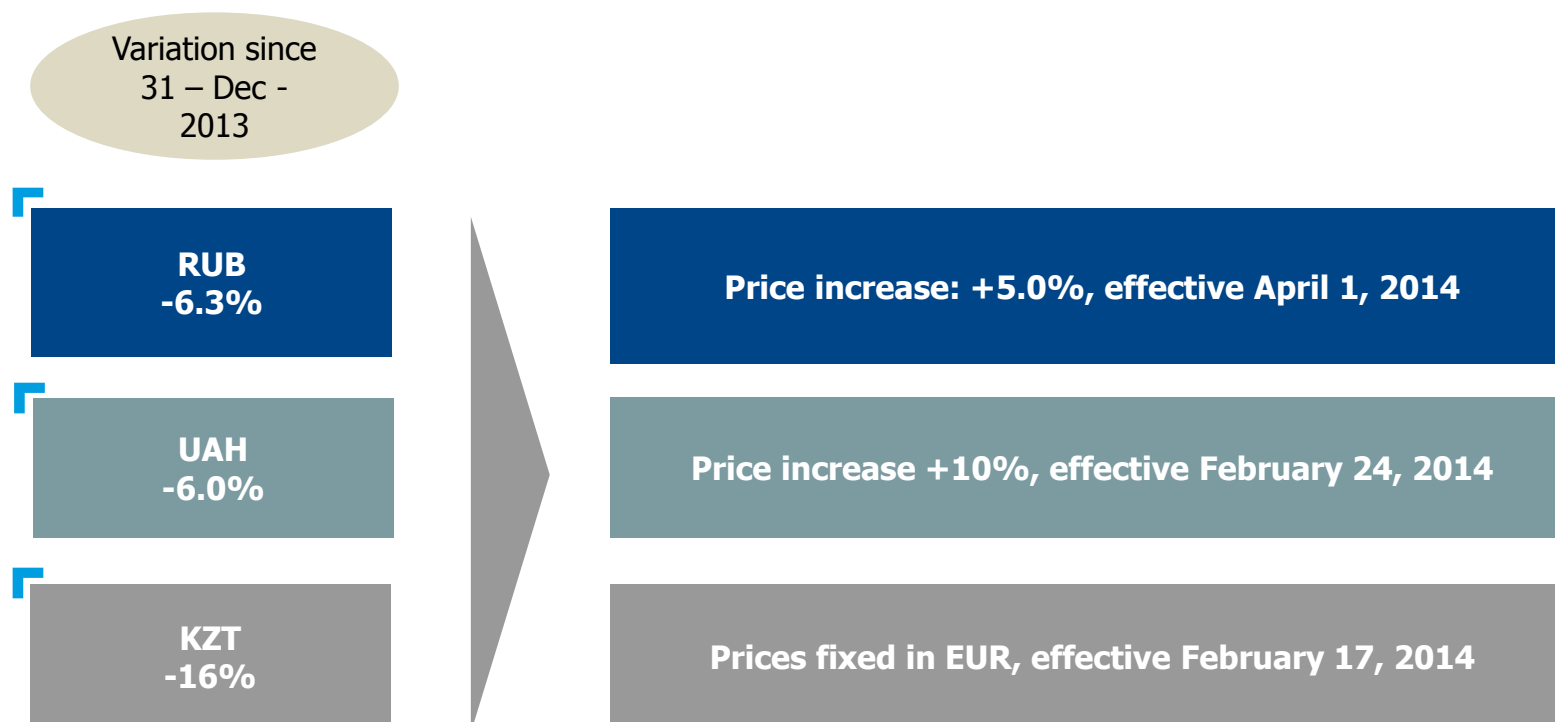 Variation since
31 – Dec -
2013
RUB
-6.3%
Price increase: +5.0%, effective April 1, 2014
UAH
-6.0%
Price increase +10%, effective February 24, 2014
KZT
-16%
Prices fixed in EUR, effective February 17, 2014